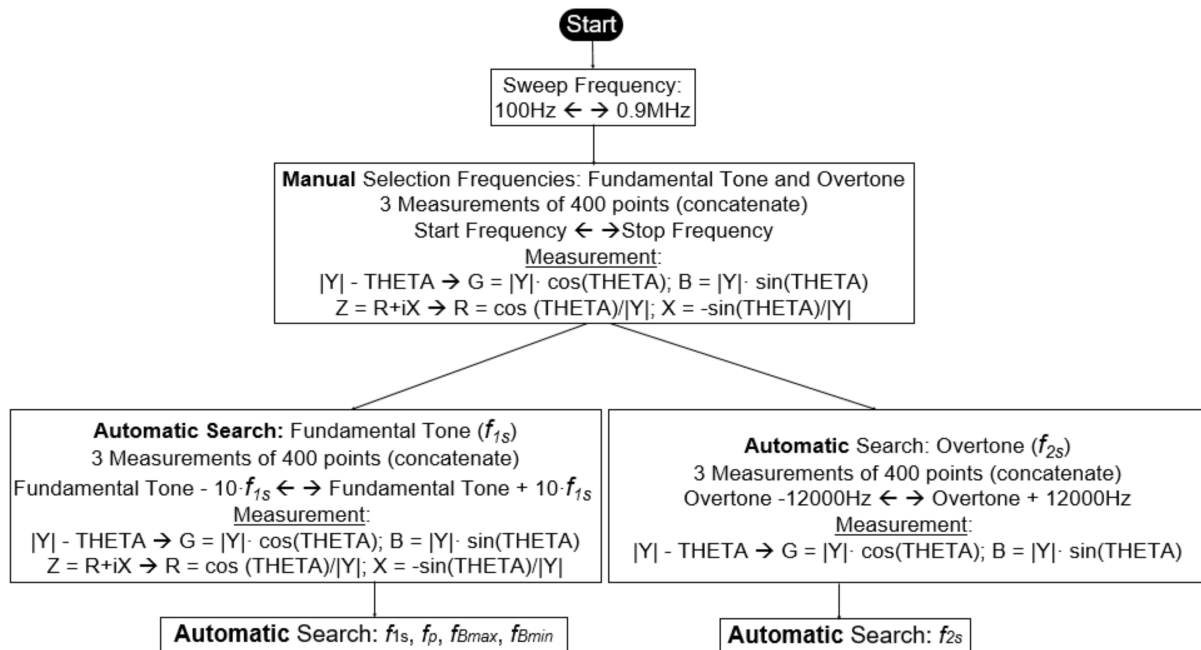 Start
Sweep Frequency:
100Hz ← → 0.9MHz
Manual Selection Frequencies: Fundamental Tone and Overtone
3 Measurements of 400 points (concatenate)
Start Frequency ← →Stop Frequency
Measurement:
|Y| - THETA → G = |Y|· cos(THETA); B = |Y|· sin(THETA)
Z = R+iX → R = cos (THETA)/|Y|; X = -sin(THETA)/|Y|
Automatic Search: Fundamental Tone (f1s)
3 Measurements of 400 points (concatenate)
Fundamental Tone - 10·f1s ← → Fundamental Tone + 10·f1s
Measurement:
|Y| - THETA → G = |Y|· cos(THETA); B = |Y|· sin(THETA)
Z = R+iX → R = cos (THETA)/|Y|; X = -sin(THETA)/|Y|
Automatic Search: f1s, fp, fBmax, fBmin
Automatic Search: Overtone (f2s)
3 Measurements of 400 points (concatenate)
Overtone -12000Hz ← → Overtone + 12000Hz
Measurement:
|Y| - THETA → G = |Y|· cos(THETA); B = |Y|· sin(THETA)
Automatic Search: f2s